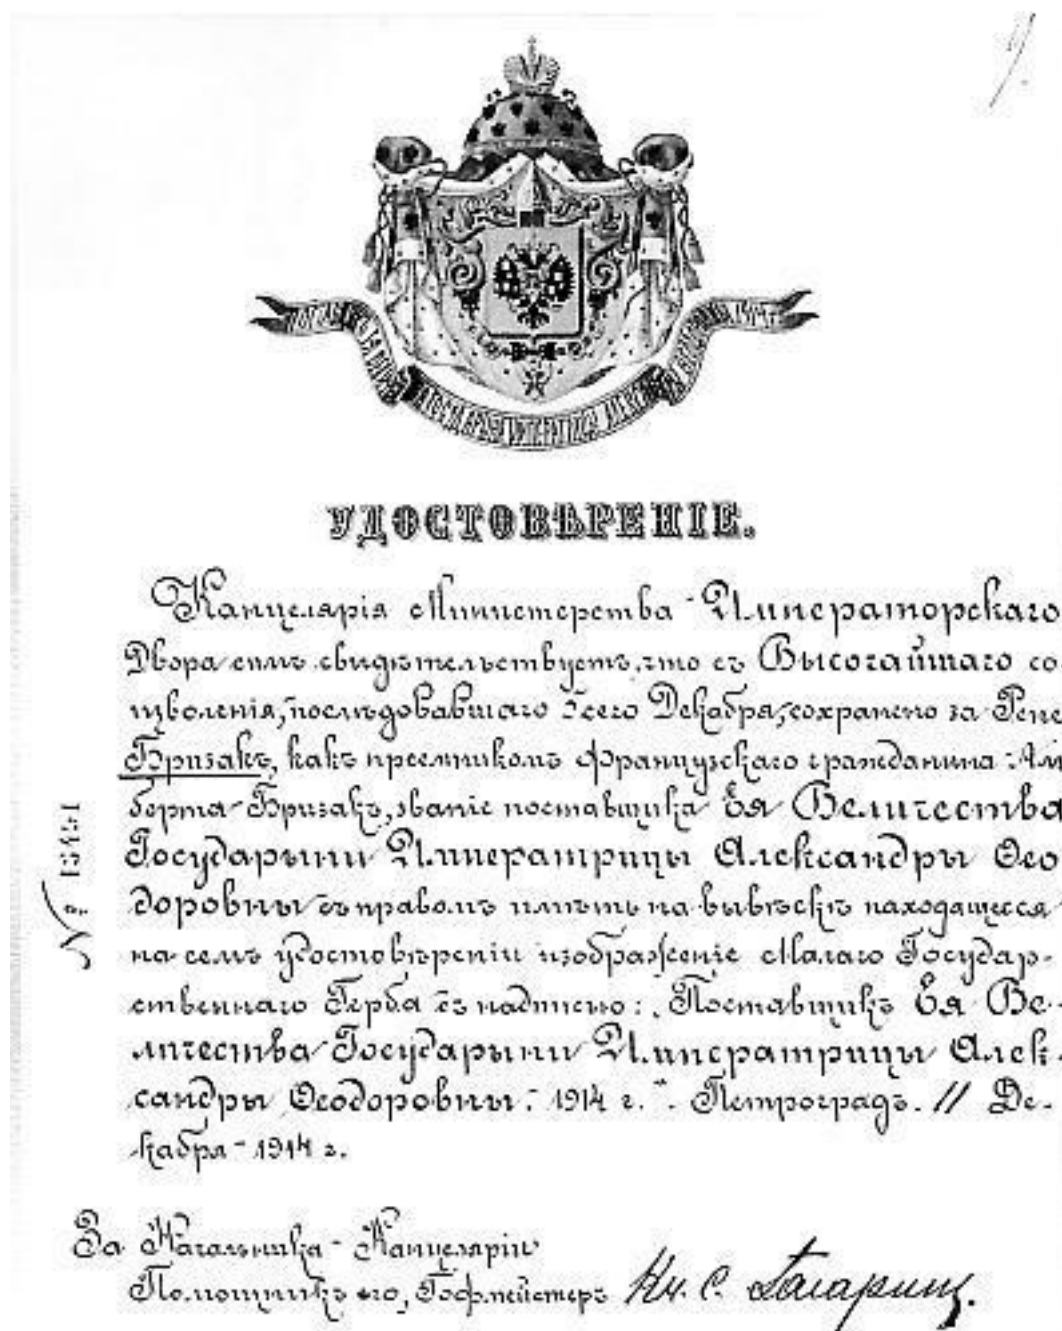 УДОСТОВѢРЕНІЕ.
Канцелярія Министерства Императорскаго
Двора симъ свидѣтельствуетъ, что съ Высочайшаго со
изволенія, послѣдовавшаго сего Декабря, сохранено за Рене
Бризакъ, какъ преемникомъ французскаго гражданина Аль
берта Бризакъ, званіе поставщика Ея Величества
Государыни Императрицы Александры Ѳео
доровны съ правомъ имѣть на вывѣскѣ находящееся
на семъ удостовѣреніи изображеніе Малаго Государ-
ственнаго Герба съ надписью: „Поставщикъ Ея Ве-
личества Государыни Императрицы Алек-
сандры Ѳеодоровны. 1914 г.“. Петроградъ. 11 Де-
кабря 1914 г.
№ 13451
За Начальника Канцеляріи
Помощникъ его, Гофмейстеръ Кн. С. Гагаринъ.